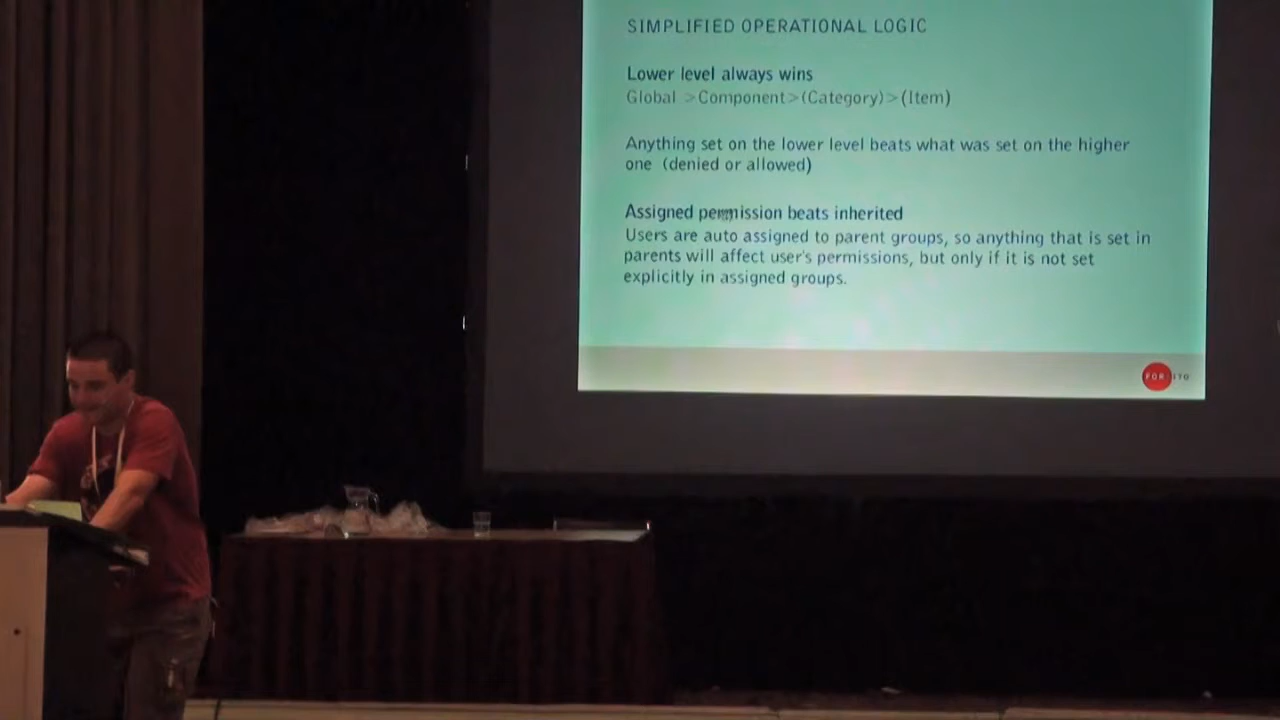 SIMPLIFIED OPERATIONAL LOGIC
Lower level always wins
Global >Component>(Category)>(Item)
Anything set on the lower level beats what was set on the higher
one (denied or allowed)
Assigned permission beats inherited
Users are auto assigned to parent groups, so anything that is set in
parents will affect user's permissions, but only if it is not set
explicitly in assigned groups.